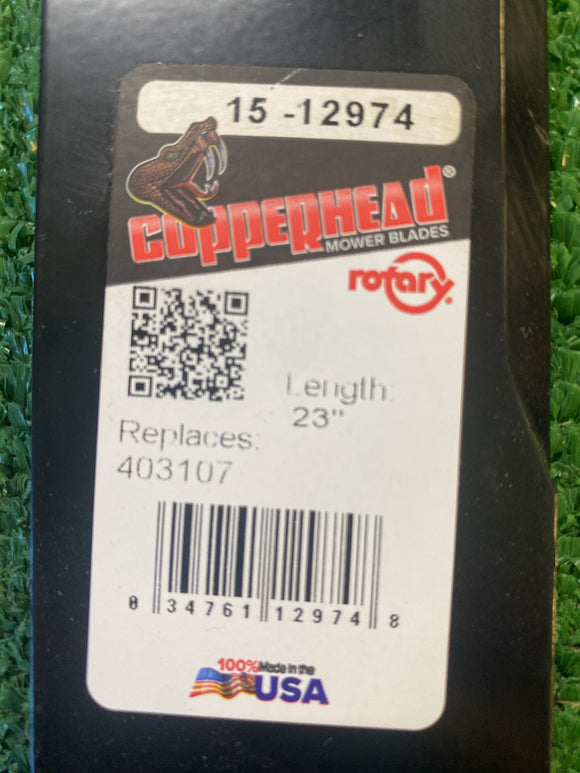 15 -12974
COPPERHEAD®
MOWER BLADES
rotary®
Length:
23"
Replaces:
403107
0 34761 12974 8
100% Made in the
USA